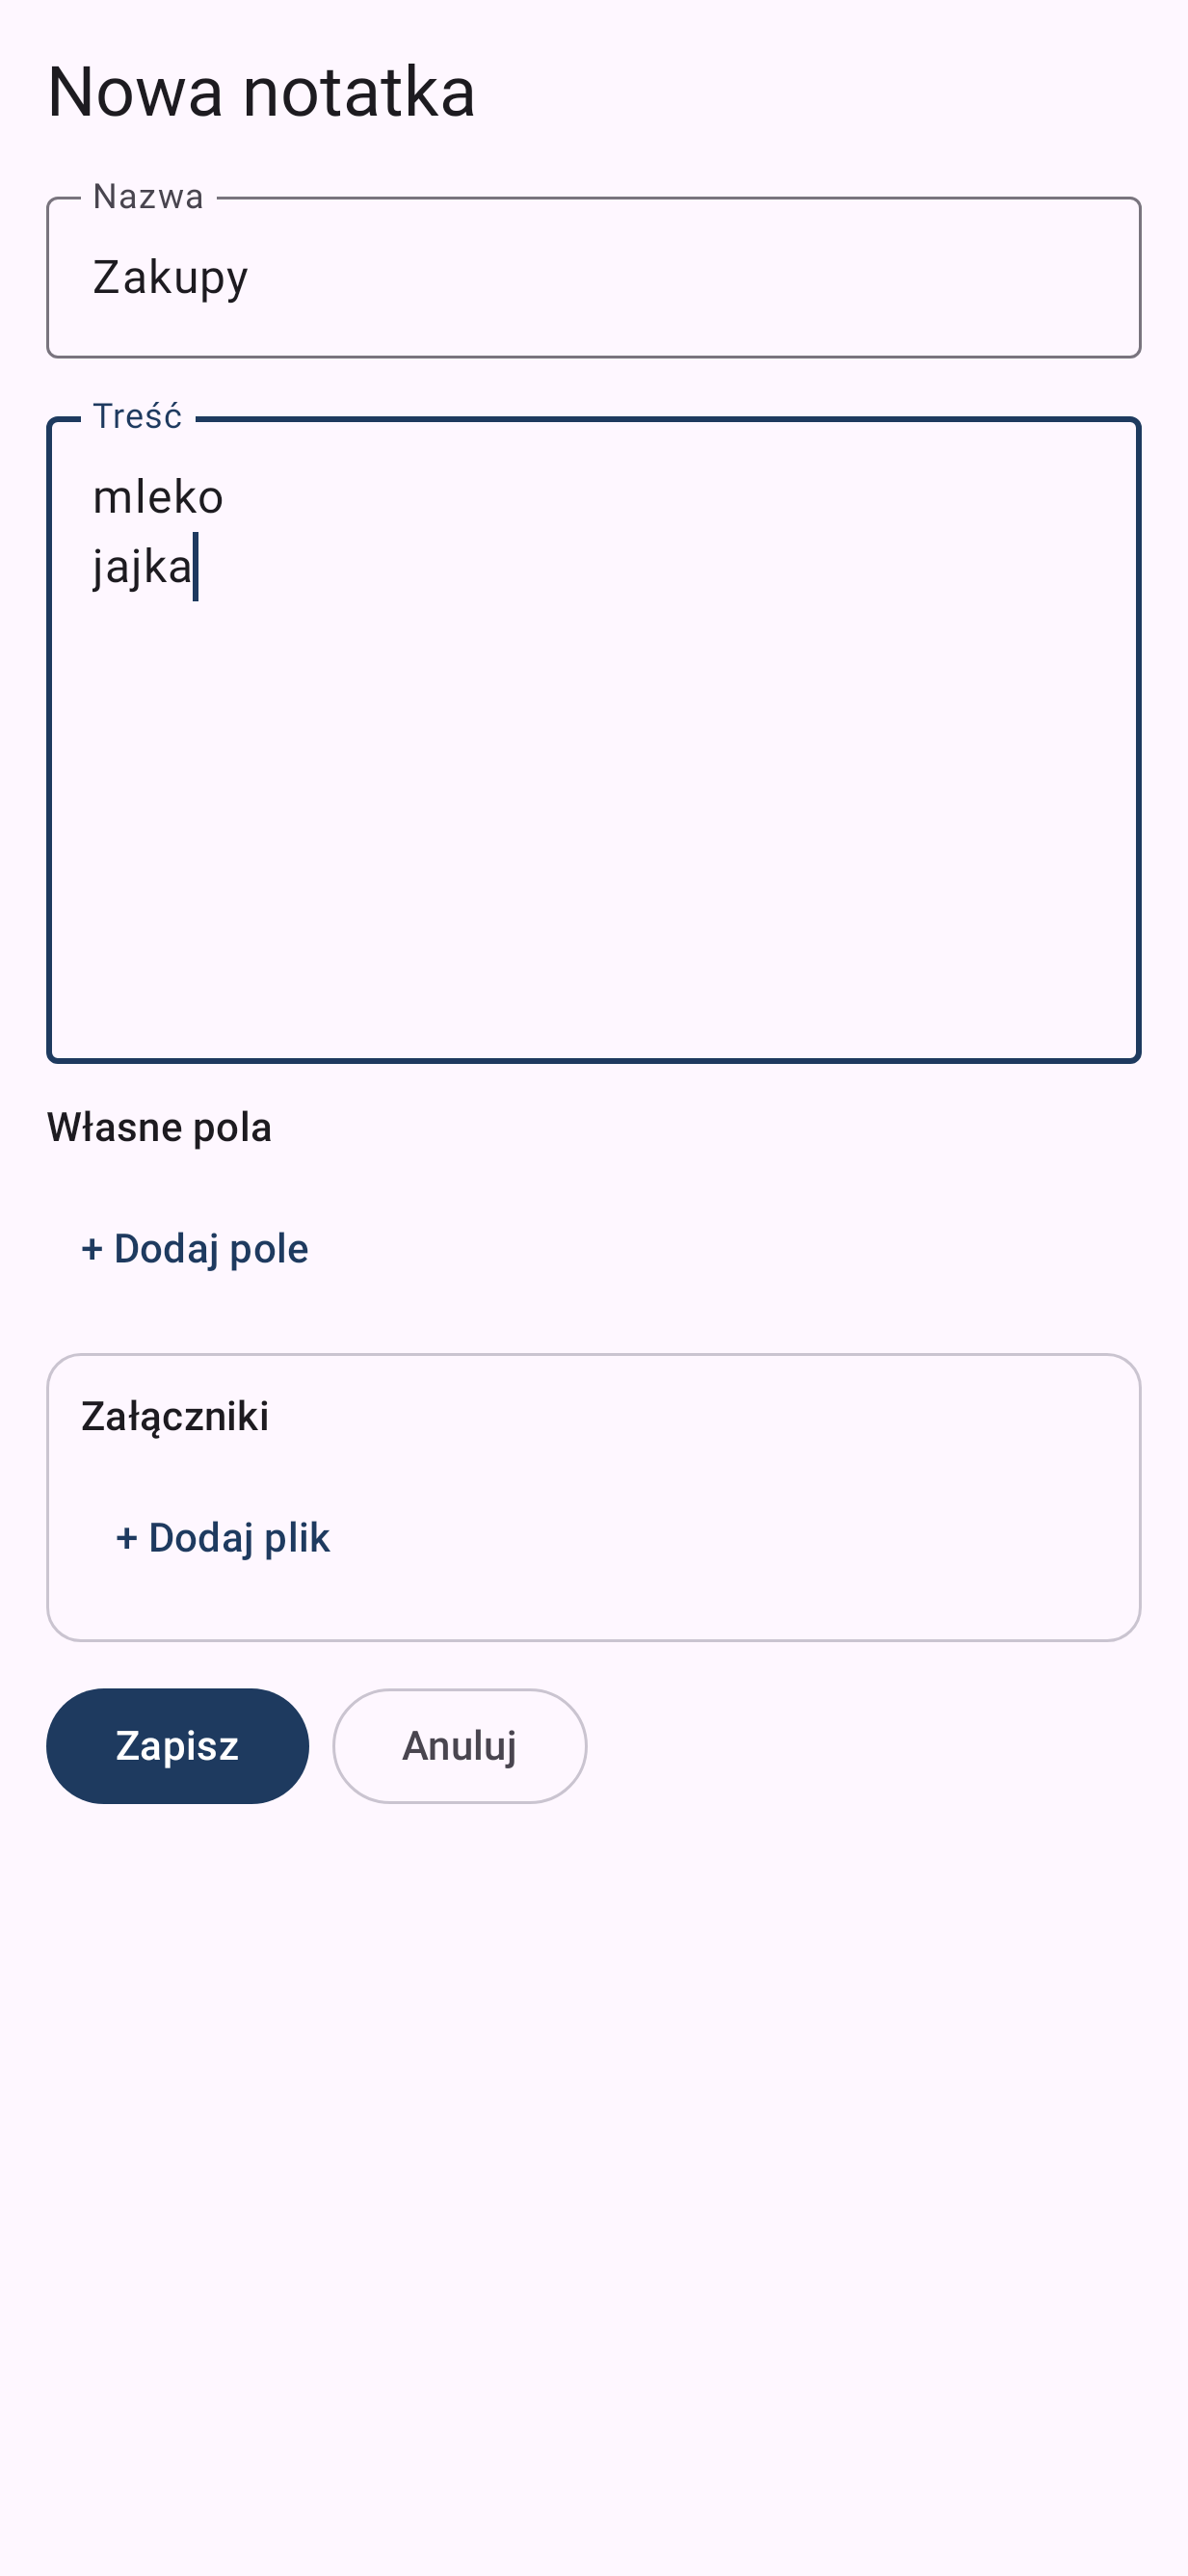 Nowa notatka
Nazwa
Zakupy
Treść
mleko
jajka
Własne pola
+ Dodaj pole
Załączniki
+ Dodaj plik
Zapisz
Anuluj